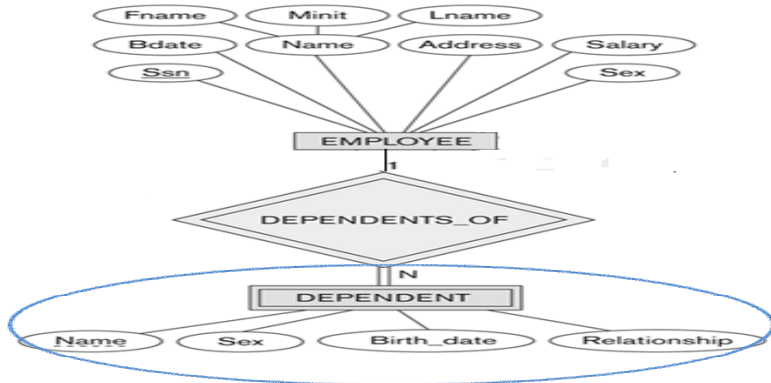 Fname Minit Lname
Bdate Name Address Salary
Ssn Sex
EMPLOYEE
1
DEPENDENTS_OF
N
DEPENDENT
Name Sex Birth_date Relationship